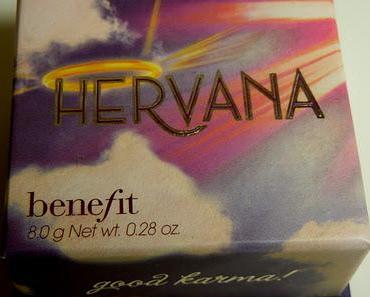 HERVANA
benefit
8.0 g Net wt. 0.28 oz.
good karma!